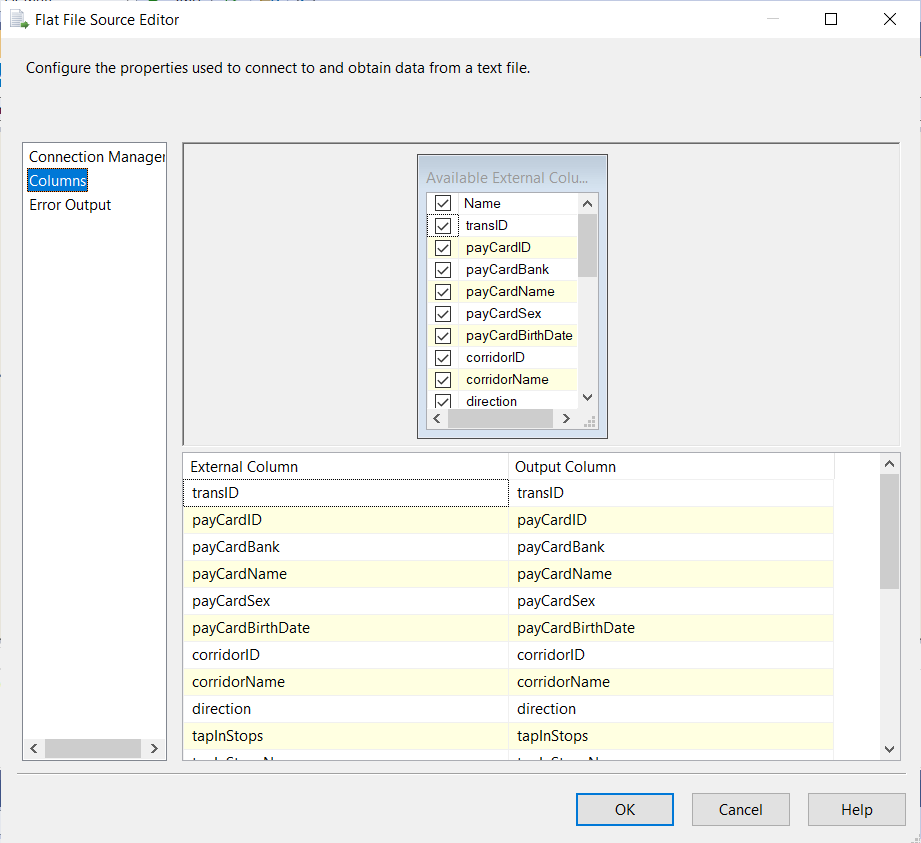 Flat File Source Editor
Configure the properties used to connect to and obtain data from a text file.
Connection Manager
Columns
Error Output
Available External Colu...
Name
transID
payCardID
payCardBank
payCardName
payCardSex
payCardBirthDate
corridorID
corridorName
direction
External Column Output Column
transID transID
payCardID payCardID
payCardBank payCardBank
payCardName payCardName
payCardSex payCardSex
payCardBirthDate payCardBirthDate
corridorID corridorID
corridorName corridorName
direction direction
tapInStops tapInStops
OK Cancel Help